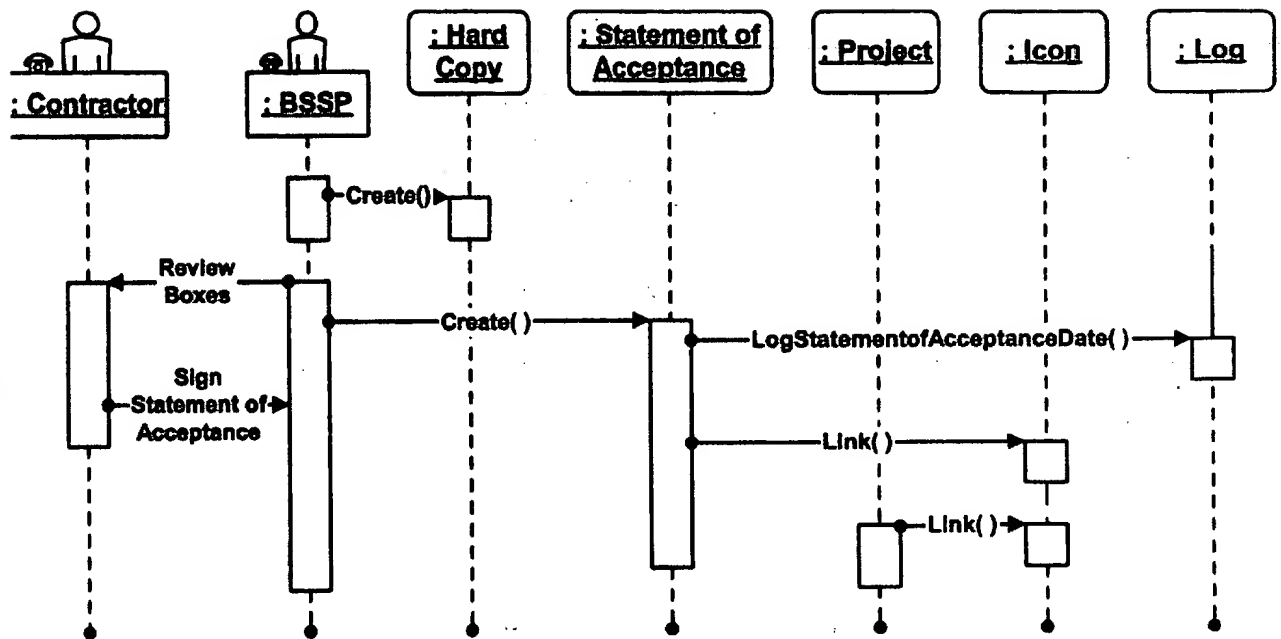 : Contractor
: BSSP
: Hard
Copy
: Statement of
Acceptance
: Project
: Icon
: Log
Create()
Review
Boxes
Create( )
LogStatementofAcceptanceDate( )
Sign
Statement of
Acceptance
Link( )
Link( )